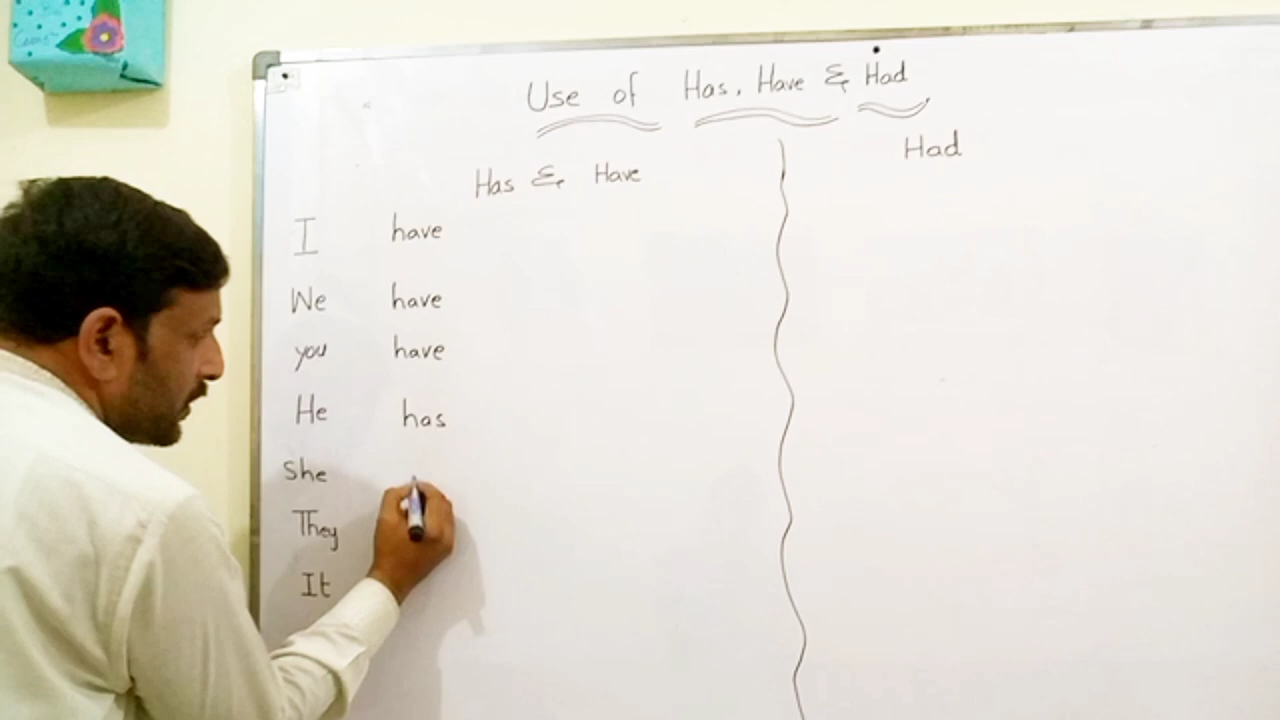 Use of Has, Have & Had
Has & Have
Had
I have
We have
you have
He has
She
They
It